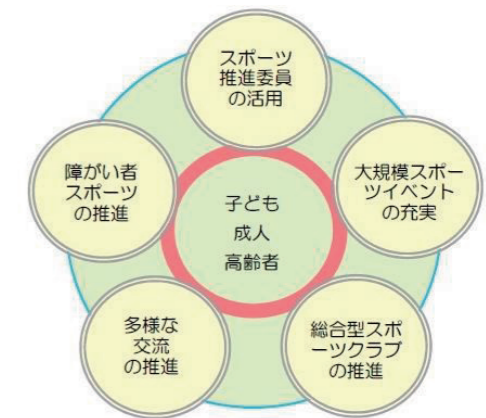 スポーツ
推進委員
の活用
障がい者
スポーツ
の推進
大規模スポー
ツイベント
の充実
子ども
成人
高齢者
多様な
交流
の推進
総合型スポ
ーツクラブ
の推進